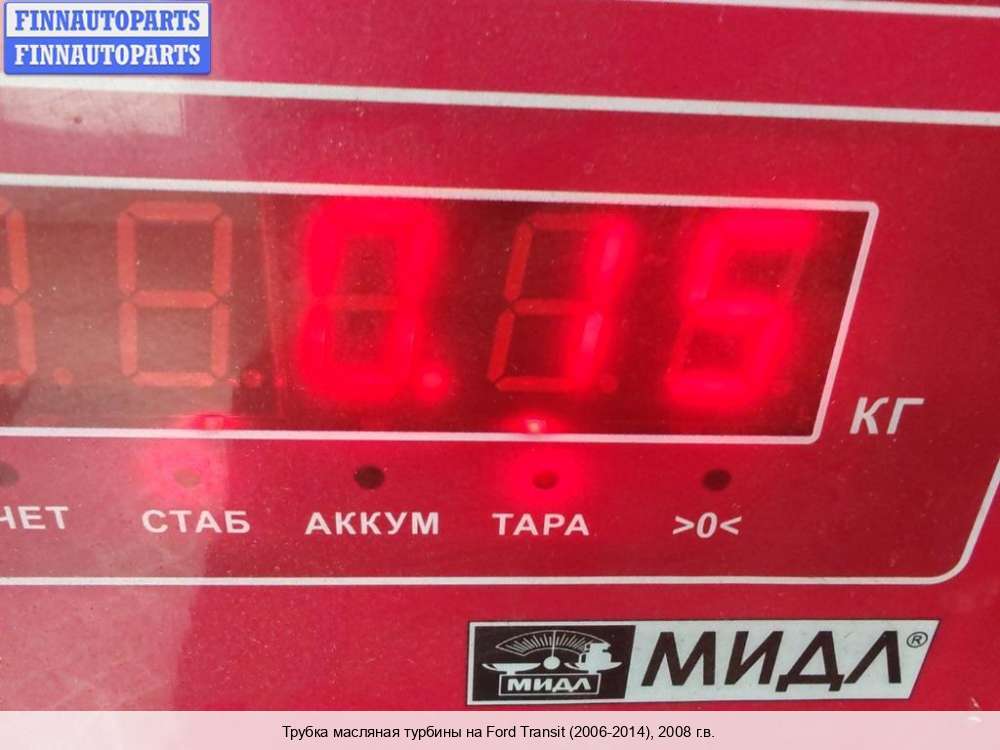 FINNAUTOPARTS
FINNAUTOPARTS
0.15
КГ
ЧЕТ СТАБ АККУМ ТАРА >0<
МИДЛ МИДЛ®
Трубка масляная турбины на Ford Transit (2006-2014), 2008 г.в.